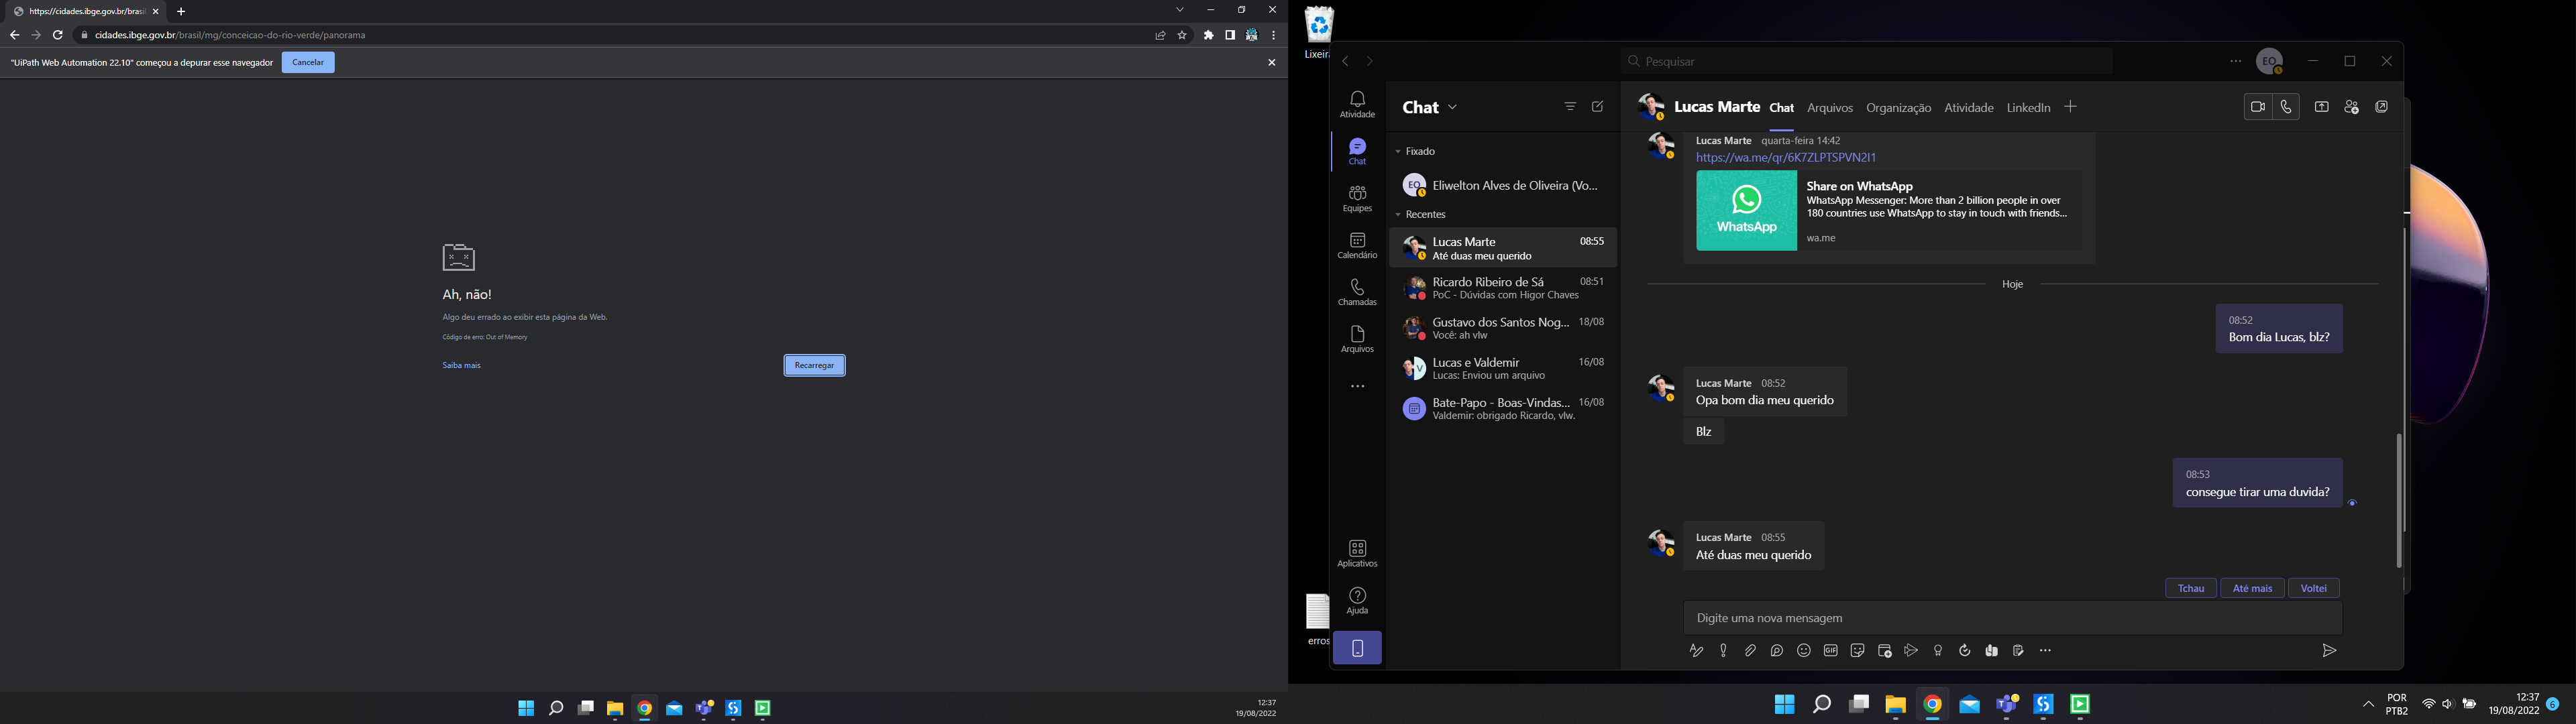 https://cidades.ibge.gov.br/brasil
cidades.ibge.gov.br/brasil/mg/conceicao-do-rio-verde/panorama
"UiPath Web Automation 22.10" começou a depurar esse navegador
Cancelar
Ah, não!
Algo deu errado ao exibir esta página da Web.
Código de erro: Out of Memory
Saiba mais
Recarregar
12:37
19/08/2022
Lixeira
erros
Pesquisar
EO
Atividade
Chat
Equipes
Calendário
Chamadas
Arquivos
Aplicativos
Ajuda
Chat
Fixado
EO
Eliwelton Alves de Oliveira (Vo...
Recentes
Lucas Marte 08:55
Até duas meu querido
Ricardo Ribeiro de Sá 08:51
PoC - Dúvidas com Higor Chaves
Gustavo dos Santos Nog... 18/08
Você: ah vlw
V
Lucas e Valdemir 16/08
Lucas: Enviou um arquivo
Bate-Papo - Boas-Vindas... 16/08
Valdemir: obrigado Ricardo, vlw.
Lucas Marte Chat Arquivos Organização Atividade LinkedIn
Lucas Marte quarta-feira 14:42
https://wa.me/qr/6K7ZLPTSPVN2I1
WhatsApp
Share on WhatsApp
WhatsApp Messenger: More than 2 billion people in over
180 countries use WhatsApp to stay in touch with friends...
wa.me
Hoje
08:52
Bom dia Lucas, blz?
Lucas Marte 08:52
Opa bom dia meu querido
Blz
08:53
consegue tirar uma duvida?
Lucas Marte 08:55
Até duas meu querido
Tchau
Até mais
Voltei
Digite uma nova mensagem
GIF
POR
PTB2
12:37
19/08/2022
6